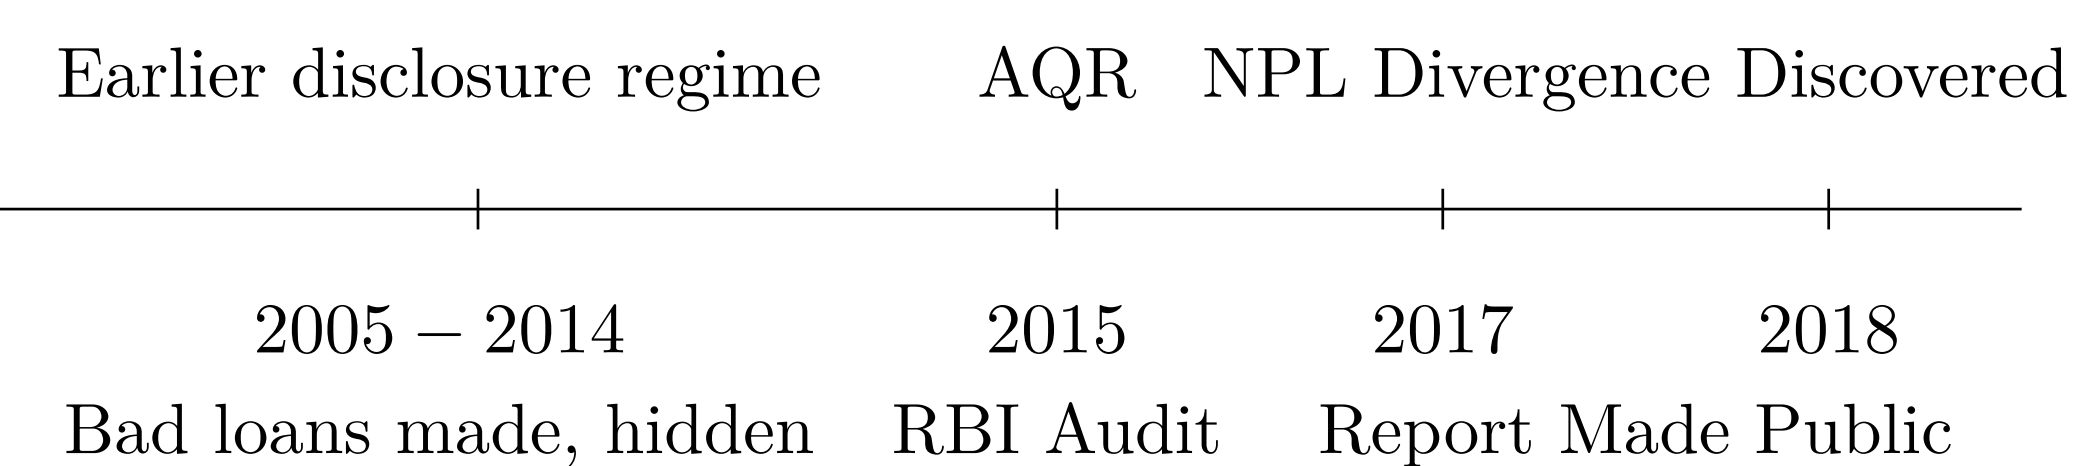 Earlier disclosure regime AQR NPL Divergence Discovered
2005 – 2014 2015 2017 2018
Bad loans made, hidden RBI Audit Report Made Public